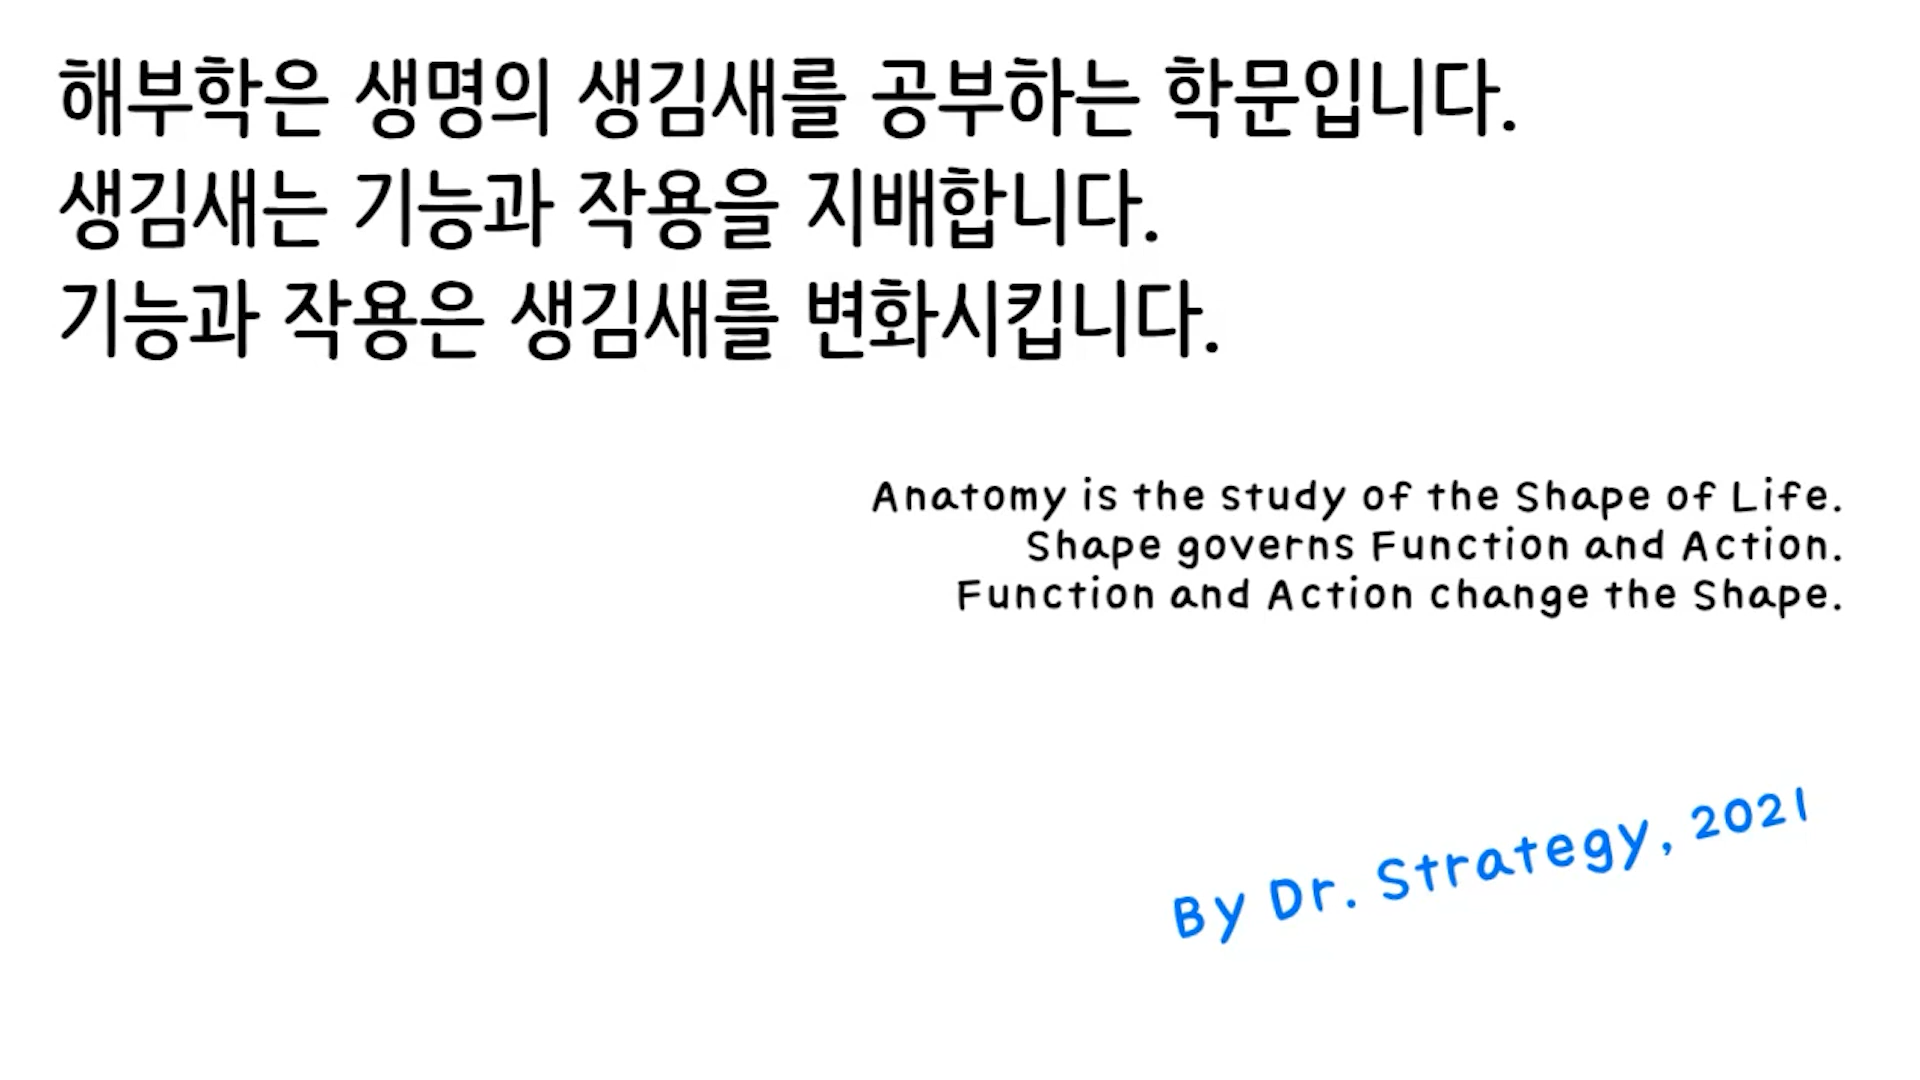 해부학은 생명의 생김새를 공부하는 학문입니다.
생김새는 기능과 작용을 지배합니다.
기능과 작용은 생김새를 변화시킵니다.
Anatomy is the study of the Shape of Life.
Shape governs Function and Action.
Function and Action change the Shape.
By Dr. Strategy, 2021